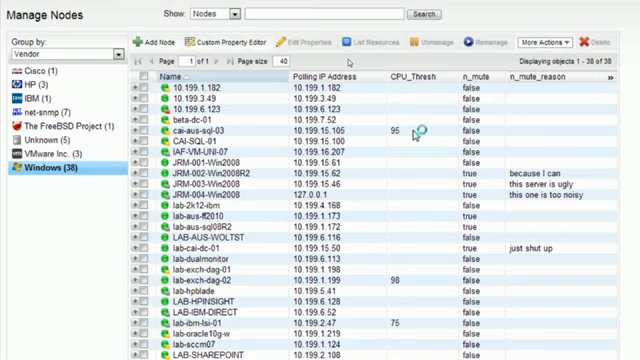 Manage Nodes
Show: Nodes Search
Group by:
Vendor
Cisco (1)
HP (3)
IBM (1)
net-snmp (7)
The FreeBSD Project (1)
Unknown (5)
VMware Inc. (3)
Windows (38)
Add Node Custom Property Editor Edit Properties List Resources Unmanage Remanage More Actions Delete
Page 1 of 1 Page size 40 Displaying objects 1 - 38 of 38
Name Polling IP Address CPU_Thresh n_mute n_mute_reason »
10.199.1.182 10.199.1.182 false
10.199.3.49 10.199.3.49 false
10.199.6.123 10.199.6.123 false
beta-dc-01 10.199.7.52 false
cai-aus-sql-03 10.199.15.105 95 false
CAI-SQL-01 10.199.15.100 false
IAF-VM-UNI-07 10.199.16.207 false
JRM-001-Win2008 10.199.15.61 false
JRM-002-Win2008R2 10.199.15.62 true because I can
JRM-003-Win2008 10.199.15.46 true this server is ugly
JRM-004-Win2008 127.0.0.1 true this one is too noisy
lab-2k12-ibm 10.199.4.168 false
lab-aus-ff2010 10.199.1.173 true
lab-aus-sql08R2 10.199.1.172 true
LAB-AUS-WOLTST 10.199.6.116 false
lab-cai-dc-01 10.199.15.50 true just shut up
lab-dualmonitor 10.199.6.113 false
lab-exch-dag-01 10.199.1.199 false
lab-exch-dag-02 10.199.1.198 98 false
lab-hpblade 10.199.5.41 false
LAB-HPINSIGHT 10.199.6.128 false
LAB-IBM-DIRECT 10.199.6.52 false
lab-ibm-lsi-01 10.199.2.47 75 false
lab-oracle10g-w 10.199.1.219 false
lab-sccm07 10.199.1.124 false
LAB-SHAREPOINT 10.199.2.108 false